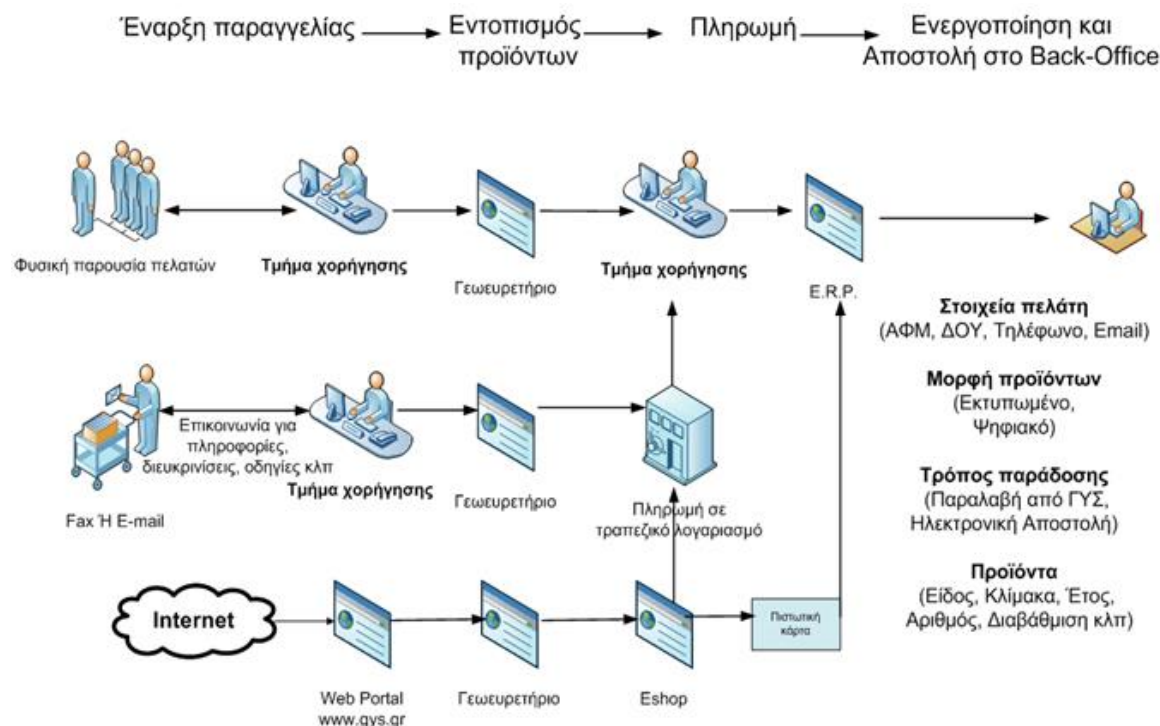 Έναρξη παραγγελίας
Εντοπισμός
προϊόντων
Πληρωμή
Ενεργοποίηση και
Αποστολή στο Back-Office
Φυσική παρουσία πελατών
Τμήμα χορήγησης
Γεωευρετήριο
Τμήμα χορήγησης
E.R.P.
Στοιχεία πελάτη
(ΑΦΜ, ΔΟΥ, Τηλέφωνο, Email)
Μορφή προϊόντων
(Εκτυπωμένο,
Ψηφιακό)
Τρόπος παράδοσης
(Παραλαβή από ΓΥΣ,
Ηλεκτρονική Αποστολή)
Προϊόντα
(Είδος, Κλίμακα, Έτος,
Αριθμός, Διαβάθμιση κλπ)
Fax Ή E-mail
Επικοινωνία για
πληροφορίες,
διευκρινίσεις, οδηγίες κλπ
Τμήμα χορήγησης
Γεωευρετήριο
Πληρωμή σε
τραπεζικό λογαριασμό
Internet
Web Portal
www.gys.gr
Γεωευρετήριο
Eshop
Πιστωτική
κάρτα